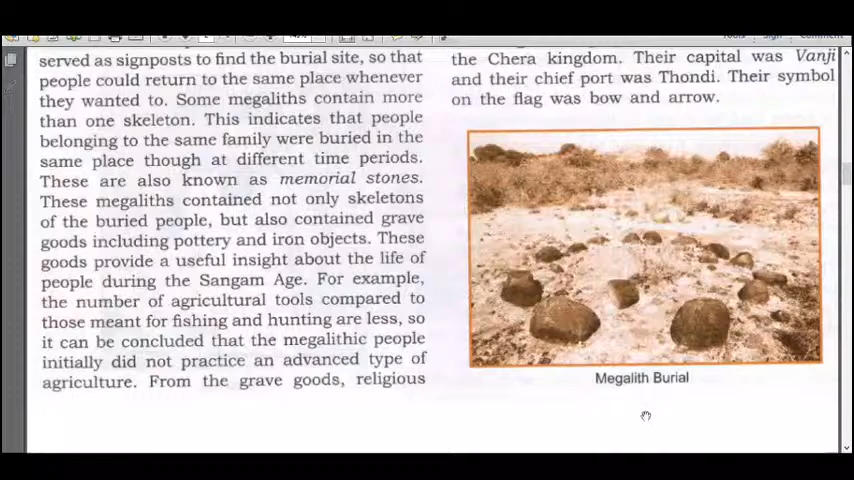 served as signposts to find the burial site, so that
people could return to the same place whenever
they wanted to. Some megaliths contain more
than one skeleton. This indicates that people
belonging to the same family were buried in the
same place though at different time periods.
These are also known as memorial stones.
These megaliths contained not only skeletons
of the buried people, but also contained grave
goods including pottery and iron objects. These
goods provide a useful insight about the life of
people during the Sangam Age. For example,
the number of agricultural tools compared to
those meant for fishing and hunting are less, so
it can be concluded that the megalithic people
initially did not practice an advanced type of
agriculture. From the grave goods, religious
the Chera kingdom. Their capital was Vanji
and their chief port was Thondi. Their symbol
on the flag was bow and arrow.
Megalith Burial